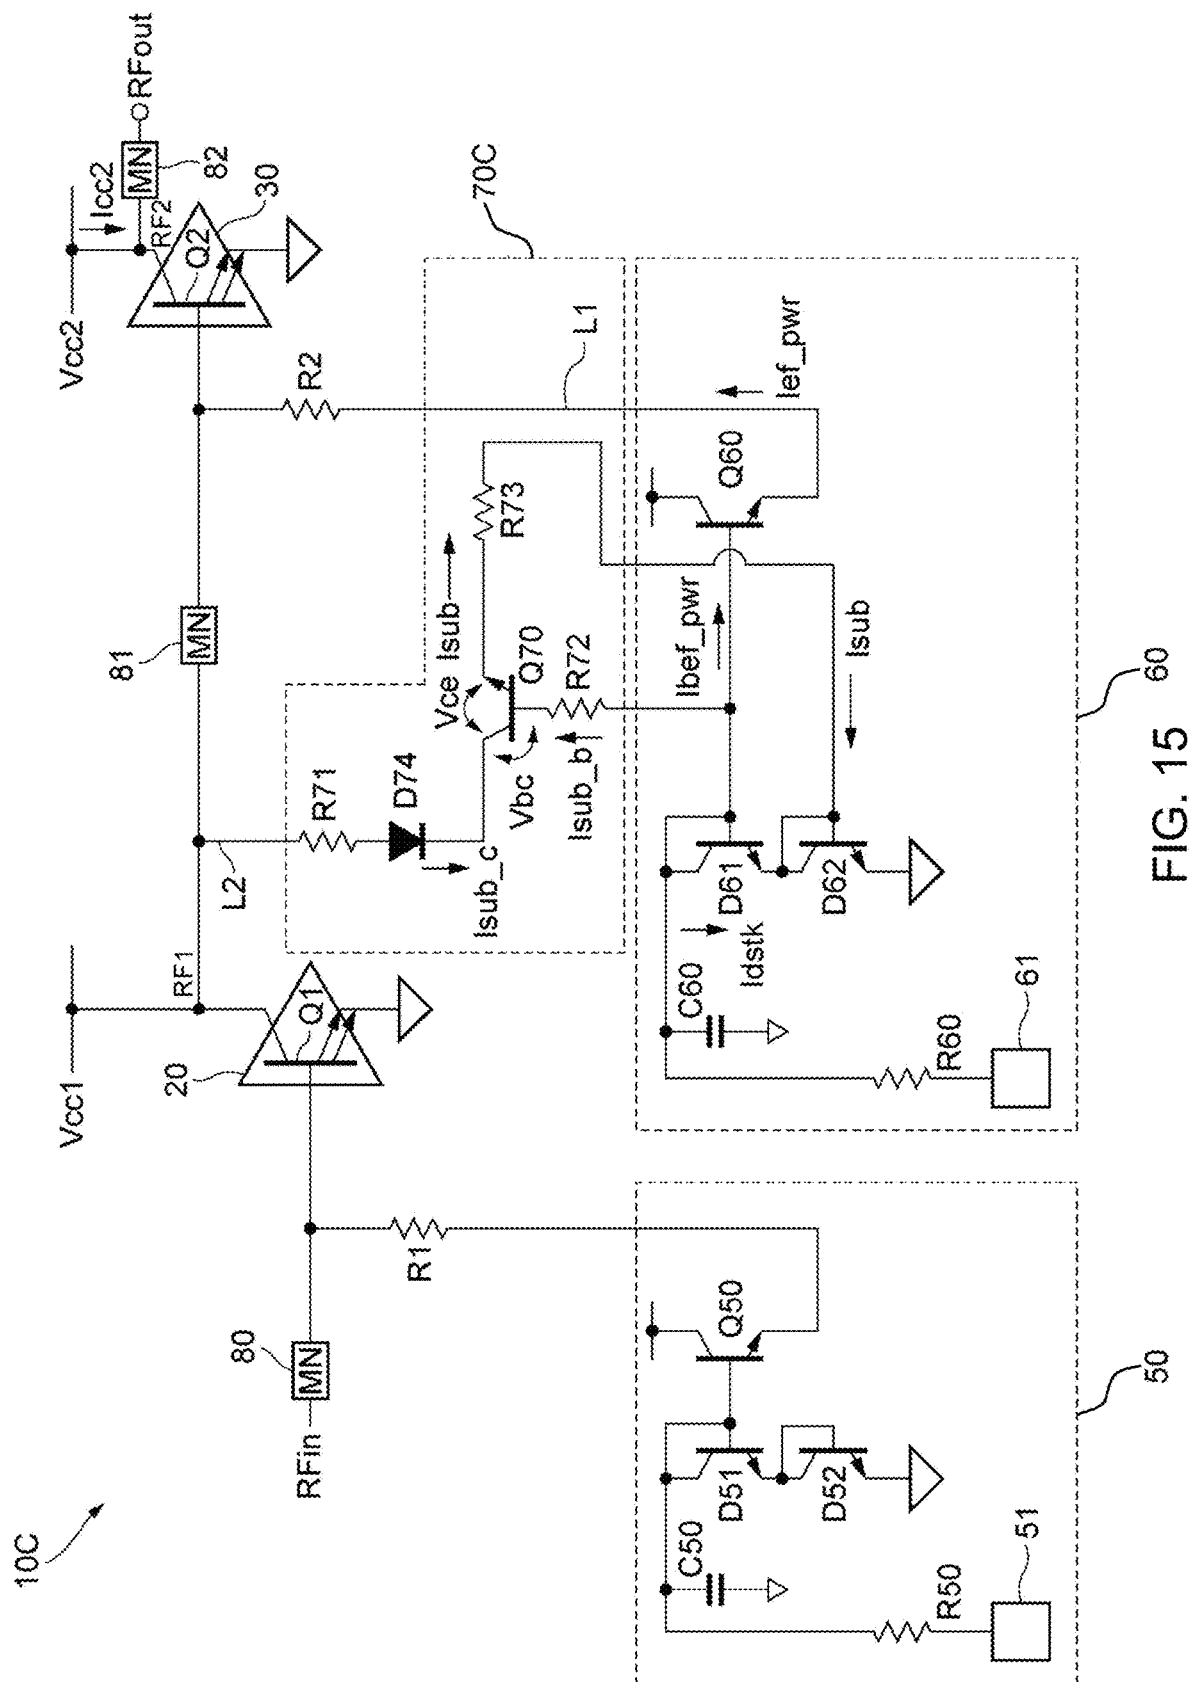 10C
RFin
80
MN
R1
20
Q1
Vcc1
RF1
L2
81
MN
R2
Vcc2
Icc2
RF2
Q2
30
MN
82
RFout
R71
D74
Isub_c
Vbc
Vce
Isub
Q70
R72
Isub_b
R73
70C
L1
Ief_pwr
Ibef_pwr
Q60
Isub
D61
D62
Idstk
C60
R60
61
60
Q50
D51
D52
C50
R50
51
50
FIG. 15